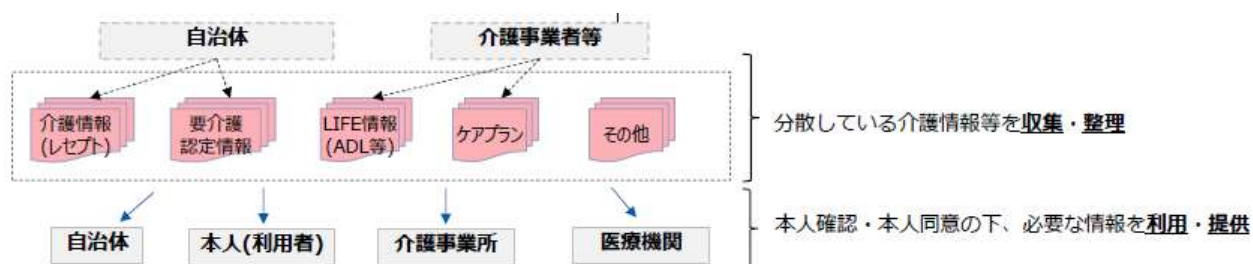 自治体
介護事業者等
介護情報
(レセプト)
要介護
認定情報
LIFE情報
(ADL等)
ケアプラン
その他
分散している介護情報等を収集・整理
自治体
本人(利用者)
介護事業所
医療機関
本人確認・本人同意の下、必要な情報を利用・提供